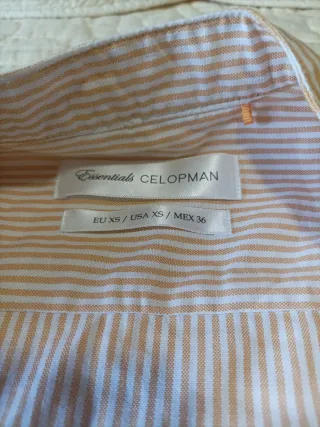 Essentials CELOPMAN
EU XS / USA XS / MEX 36